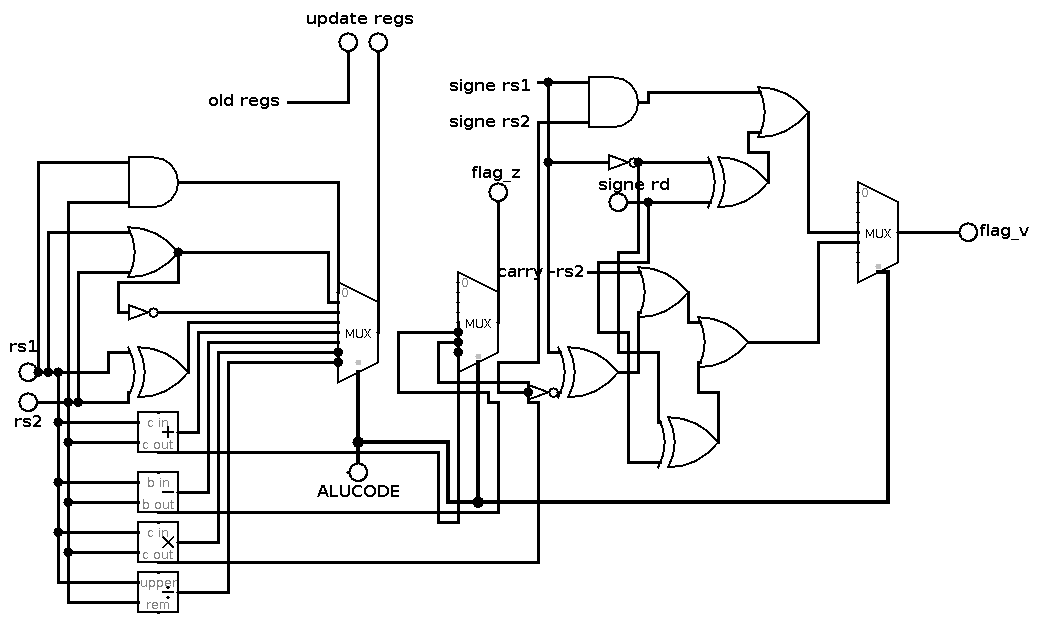 update regs
old regs
signe rs1
signe rs2
flag_z
signe rd
0
MUX
flag_v
carry -rs2
0
MUX
0
MUX
rs1
rs2
c in
+
c out
ALUCODE
b in
−
b out
c in
×
c out
upper
÷
rem